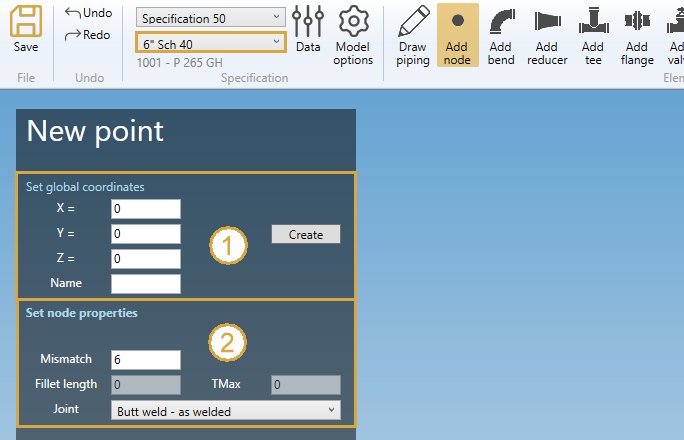 Save
Undo
Redo
File
Undo
Specification 50
6" Sch 40
1001 - P 265 GH
Data
Model
options
Specification
Draw
piping
Add
node
Add
bend
Add
reducer
Add
tee
Add
flange
Add
valv
Elem
New point
Set global coordinates
X =
0
Y =
0
Z =
0
Name
1
Create
Set node properties
2
Mismatch
6
Fillet length
0
TMax
0
Joint
Butt weld - as welded